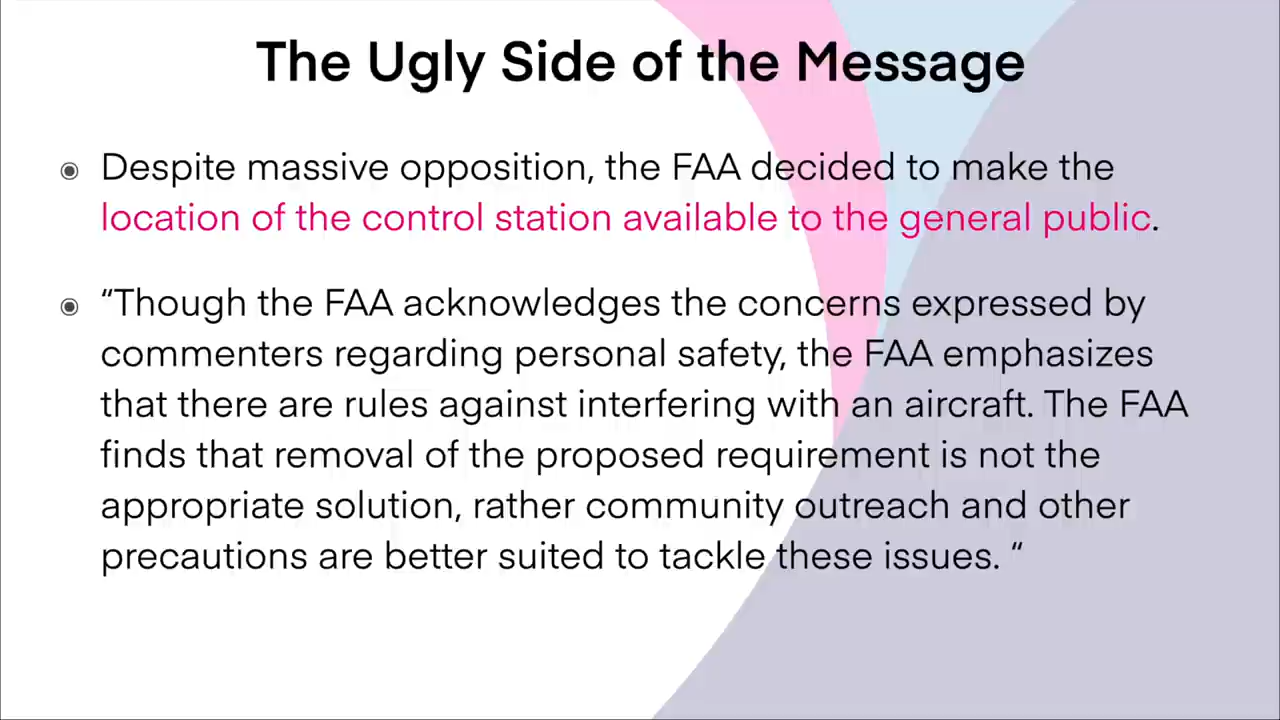 The Ugly Side of the Message
Despite massive opposition, the FAA decided to make the
location of the control station available to the general public.
“Though the FAA acknowledges the concerns expressed by
commenters regarding personal safety, the FAA emphasizes
that there are rules against interfering with an aircraft. The FAA
finds that removal of the proposed requirement is not the
appropriate solution, rather community outreach and other
precautions are better suited to tackle these issues. “